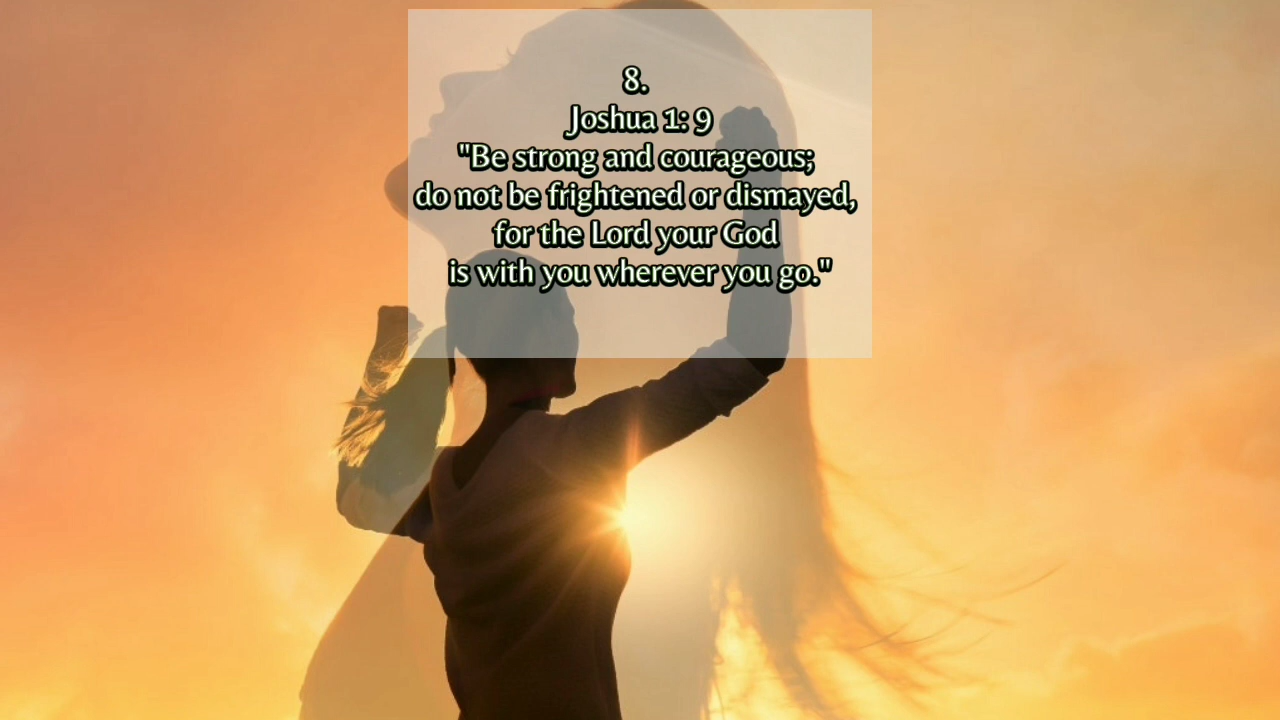 8.
Joshua 1: 9
"Be strong and courageous;
do not be frightened or dismayed,
for the Lord your God
is with you wherever you go."